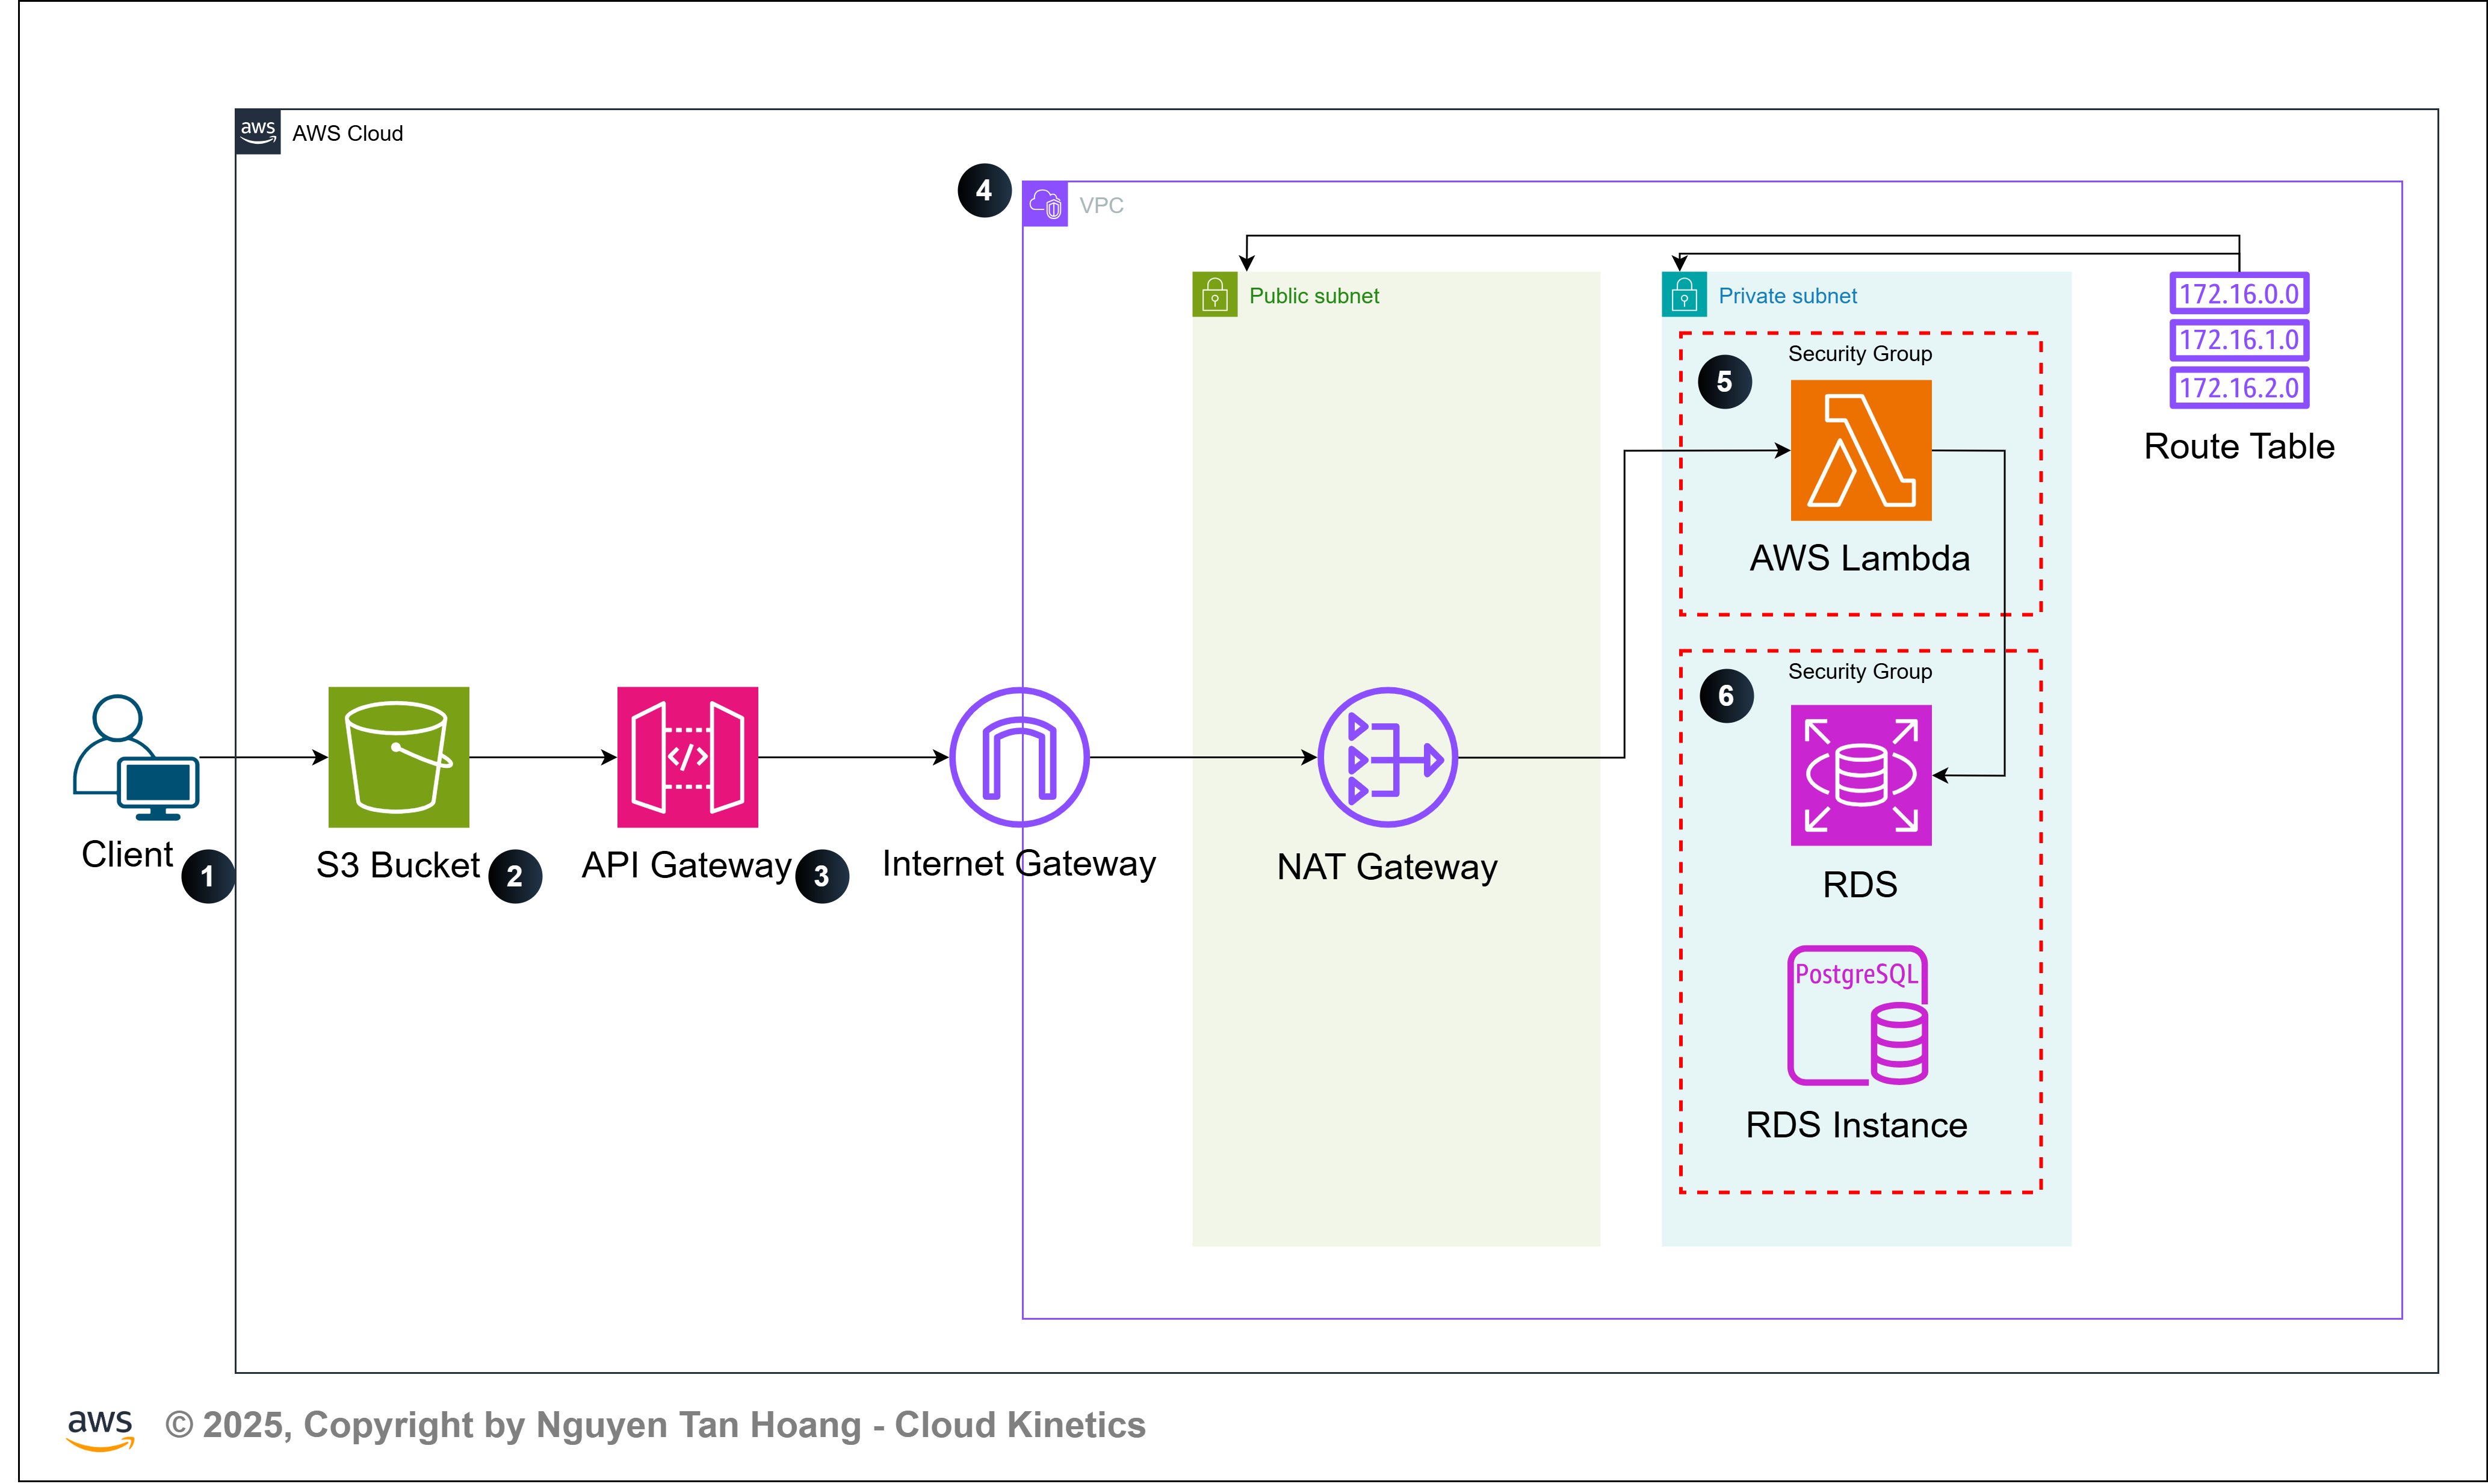 aws
AWS Cloud
4
VPC
Public subnet
Private subnet
172.16.0.0
172.16.1.0
172.16.2.0
Route Table
Security Group
5
AWS Lambda
Security Group
6
RDS
PostgreSQL
RDS Instance
Client
1
S3 Bucket
2
API Gateway
3
Internet Gateway
NAT Gateway
aws
© 2025, Copyright by Nguyen Tan Hoang - Cloud Kinetics